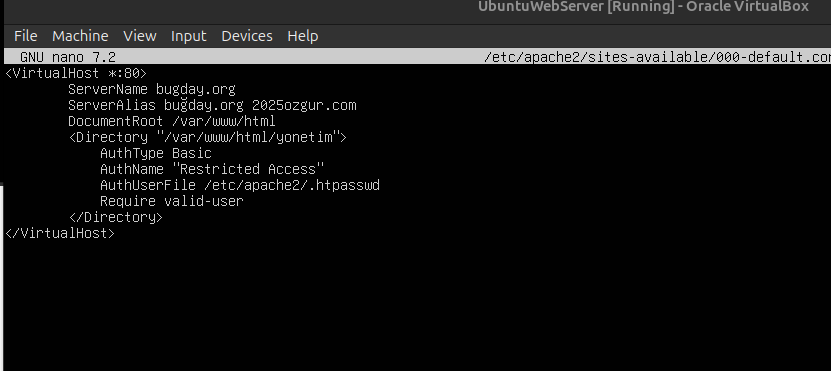 UbuntuWebServer [Running] - Oracle VirtualBox
File Machine View Input Devices Help
GNU nano 7.2 /etc/apache2/sites-available/000-default.con
<VirtualHost *:80>
ServerName bugday.org
ServerAlias buğday.org 2025ozgur.com
DocumentRoot /var/www/html
<Directory "/var/www/html/yonetim">
AuthType Basic
AuthName "Restricted Access"
AuthUserFile /etc/apache2/.htpasswd
Require valid-user
</Directory>
</VirtualHost>